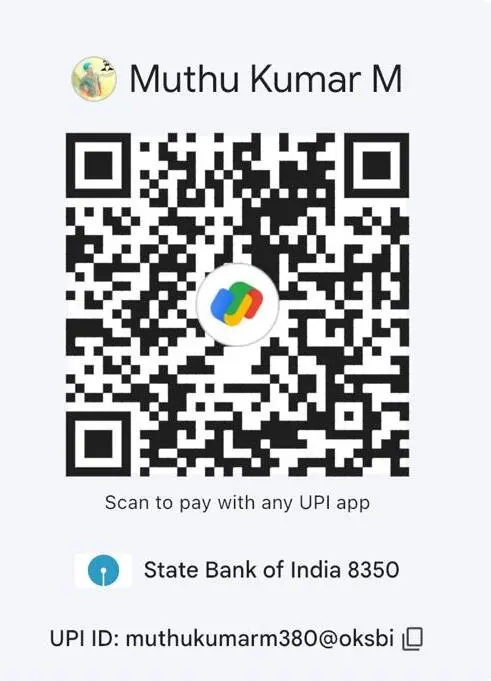 Muthu Kumar M
Scan to pay with any UPI app
State Bank of India 8350
UPI ID: muthukumarm380@oksbi